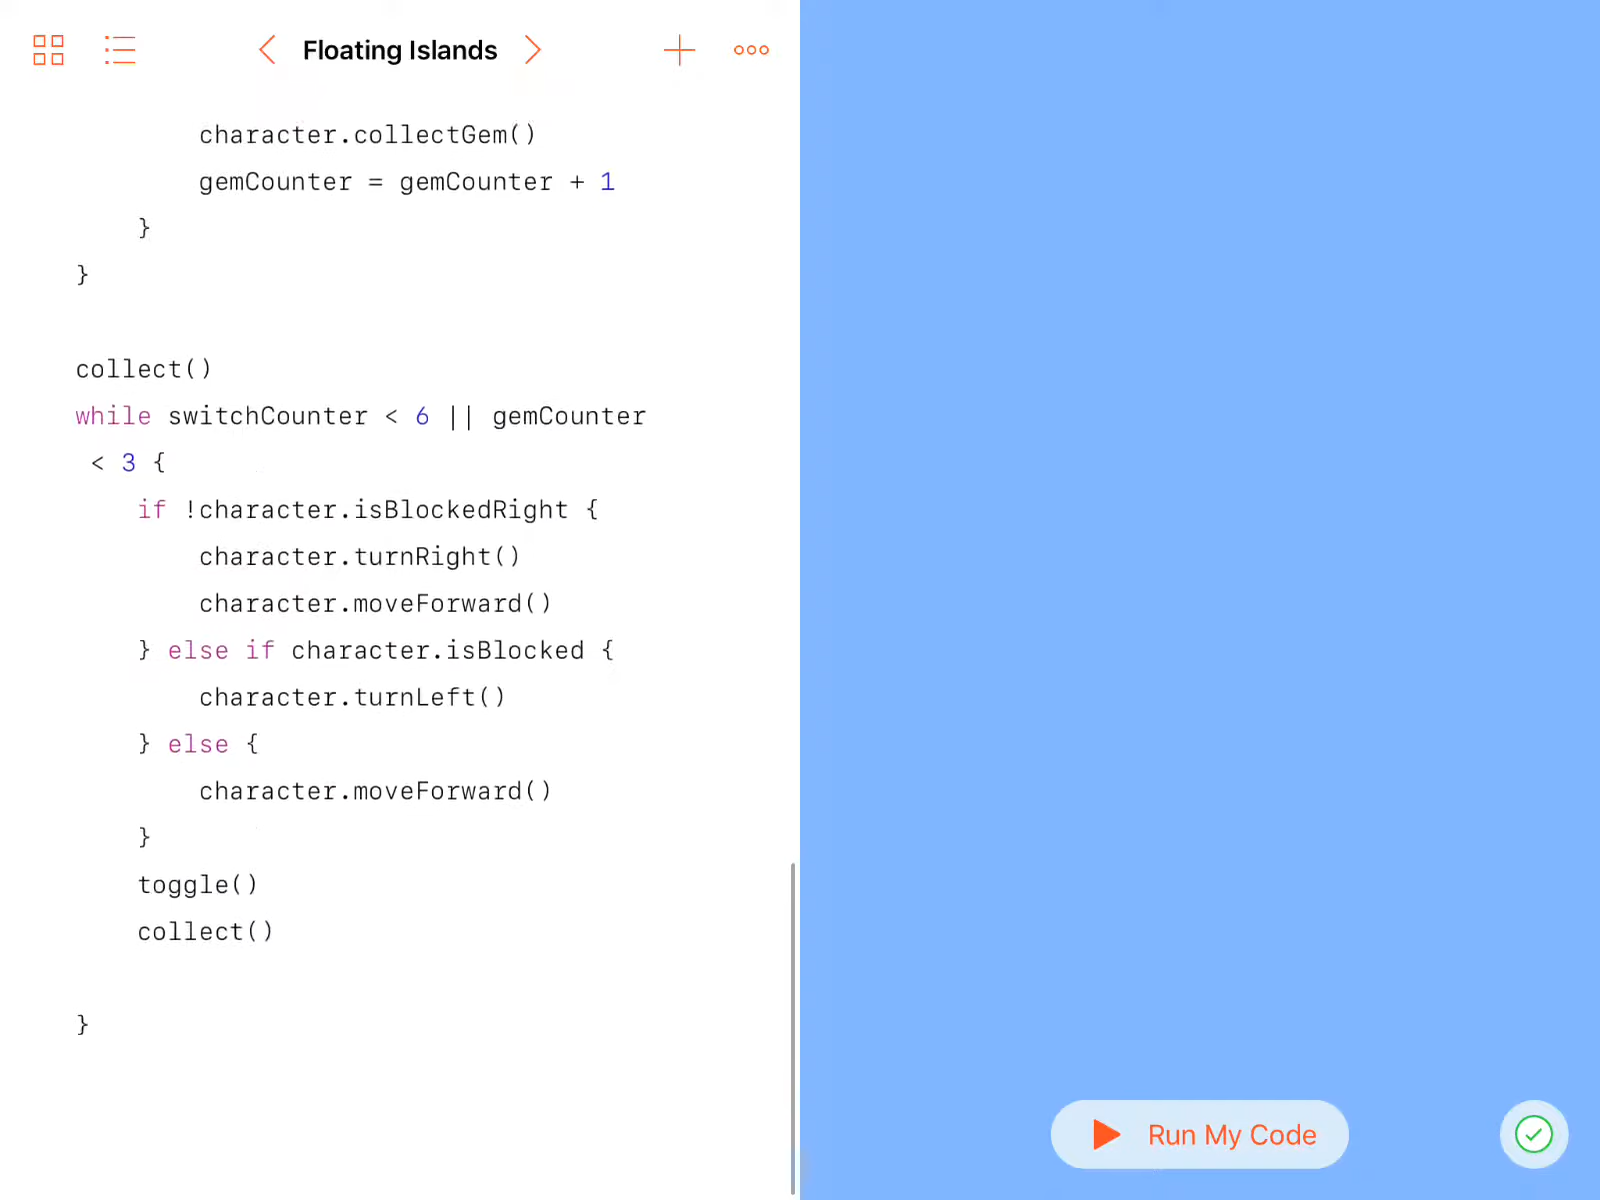 Floating Islands
character.collectGem()
gemCounter = gemCounter + 1
}
}
collect()
while switchCounter < 6 || gemCounter
< 3 {
if !character.isBlockedRight {
character.turnRight()
character.moveForward()
} else if character.isBlocked {
character.turnLeft()
} else {
character.moveForward()
}
toggle()
collect()
}
Run My Code